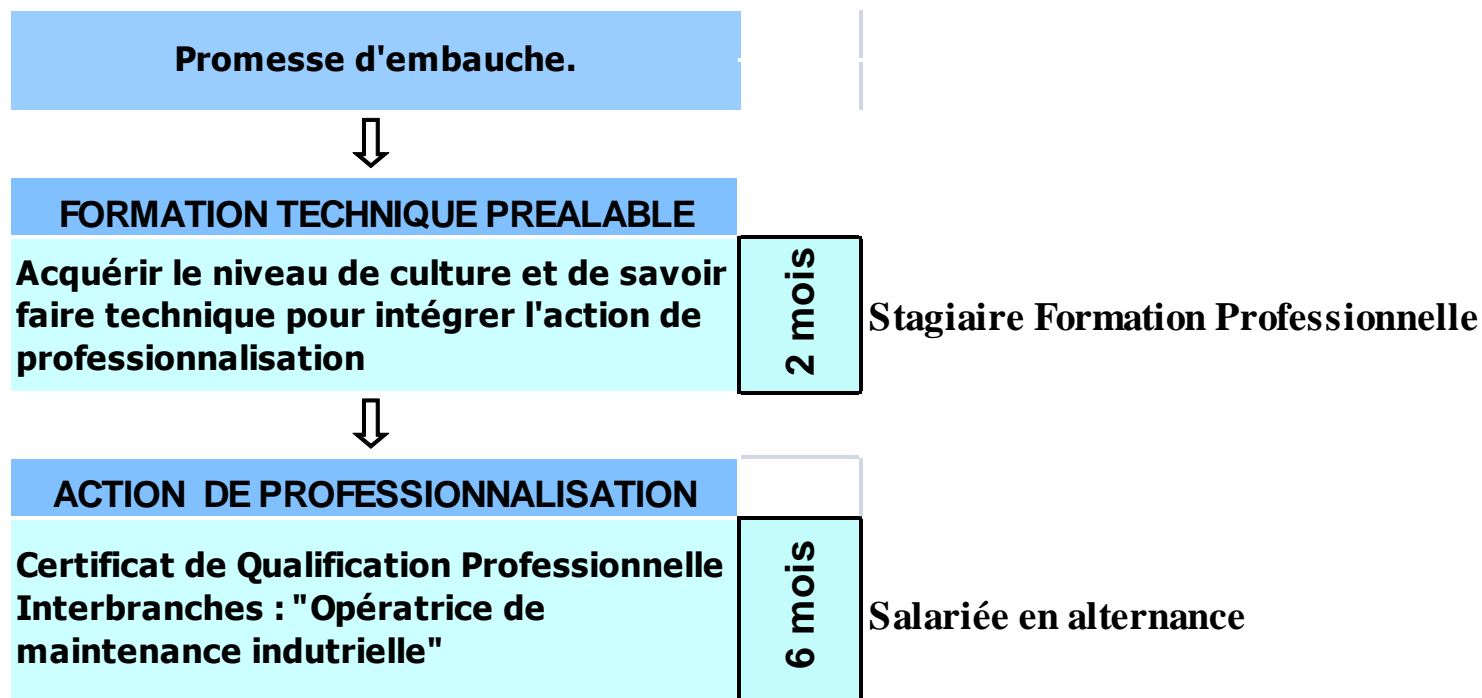 Promesse d'embauche.
FORMATION TECHNIQUE PREALABLE
Acquérir le niveau de culture et de savoir
faire technique pour intégrer l'action de
professionnalisation
2 mois
Stagiaire Formation Professionnelle
ACTION DE PROFESSIONNALISATION
Certificat de Qualification Professionnelle
Interbranches : "Opératrice de
maintenance indutrielle"
6 mois
Salariée en alternance